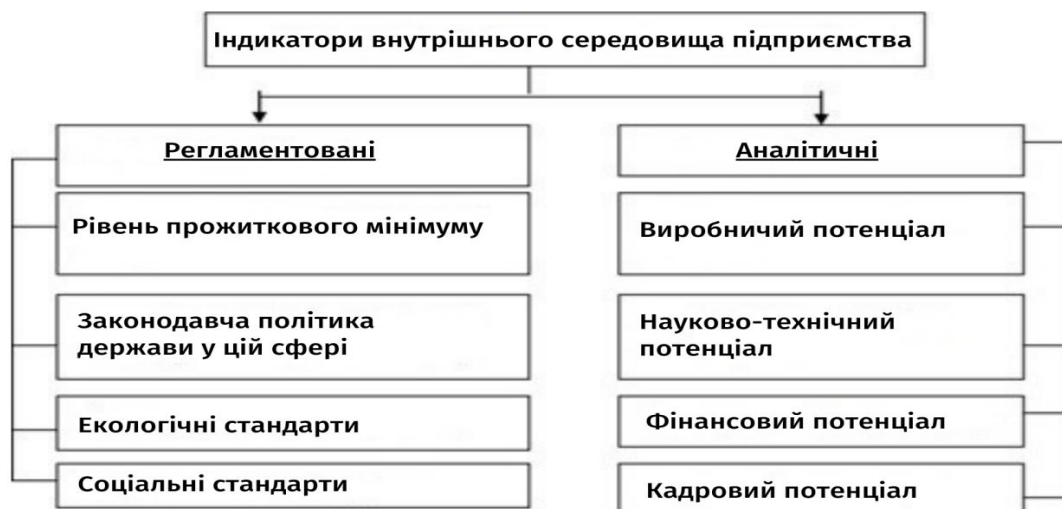 Індикатори внутрішнього середовища підприємства
Регламентовані
Рівень прожиткового мінімуму
Законодавча політика
держави у цій сфері
Екологічні стандарти
Соціальні стандарти
Аналітичні
Виробничий потенціал
Науково-технічний
потенціал
Фінансовий потенціал
Кадровий потенціал